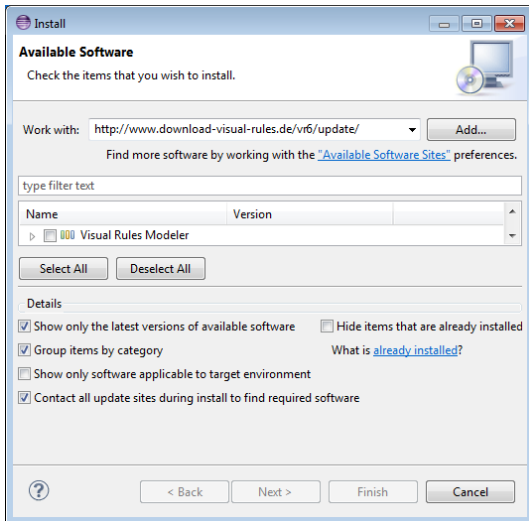 Install
Available Software
Check the items that you wish to install.
Work with: http://www.download-visual-rules.de/vr6/update/ Add...
Find more software by working with the "Available Software Sites" preferences.
type filter text
Name Version
Visual Rules Modeler
Select All Deselect All
Details
Show only the latest versions of available software Hide items that are already installed
Group items by category What is already installed?
Show only software applicable to target environment
Contact all update sites during install to find required software
? < Back Next > Finish Cancel